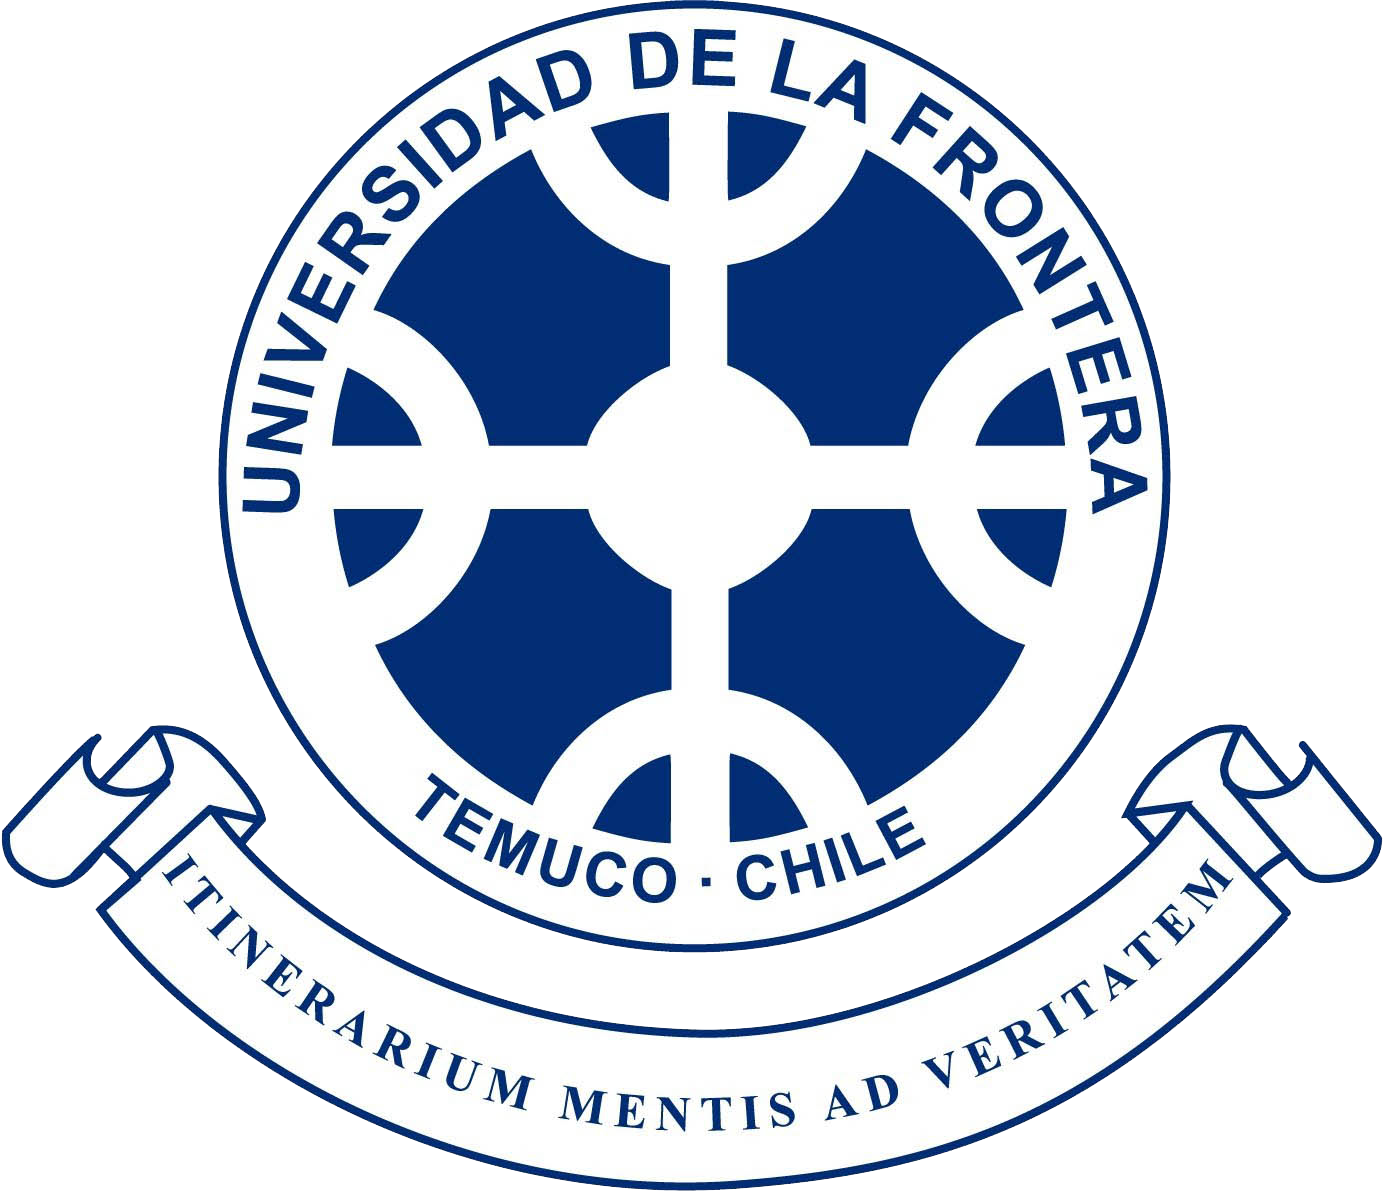 UNIVERSIDAD DE LA FRONTERA
TEMUCO · CHILE
ITINERARIUM MENTIS AD VERITATEM